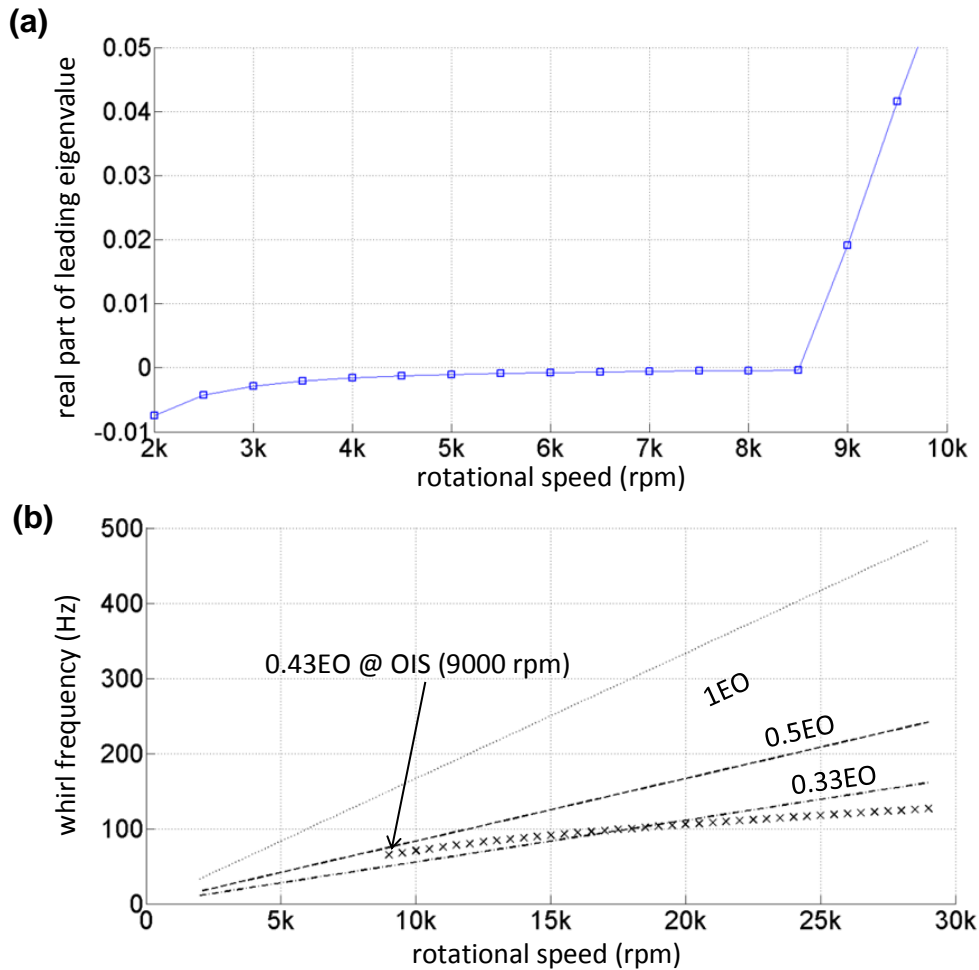 (a)
real part of leading eigenvalue
0.05
0.04
0.03
0.02
0.01
0
-0.01
2k 3k 4k 5k 6k 7k 8k 9k 10k
rotational speed (rpm)
(b)
whirl frequency (Hz)
500
400
300
200
100
0
0.43EO @ OIS (9000 rpm)
1EO
0.5EO
0.33EO
0 5k 10k 15k 20k 25k 30k
rotational speed (rpm)